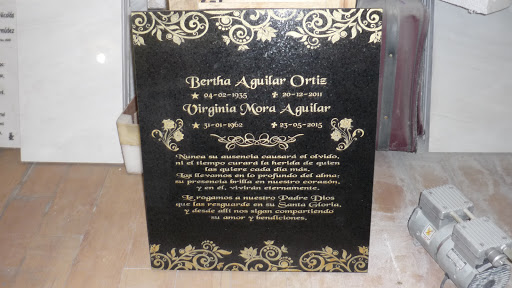 Bertha Aguilar Ortiz
★ 04-02-1935 ✝ 20-12-2011
Virginia Mora Aguilar
★ 31-01-1962 ✝ 23-05-2015
Nunca su ausencia causará el olvido,
ni el tiempo curará la herida de quien
las quiere cada día más.
Las llevamos en lo profundo del alma;
su presencia brilla en nuestro corazón,
y en él, vivirán eternamente.
Le rogamos a nuestro Padre Dios
que las resguarde en su Santa Gloria,
y desde allí nos sigan compartiendo
su amor y bendiciones.